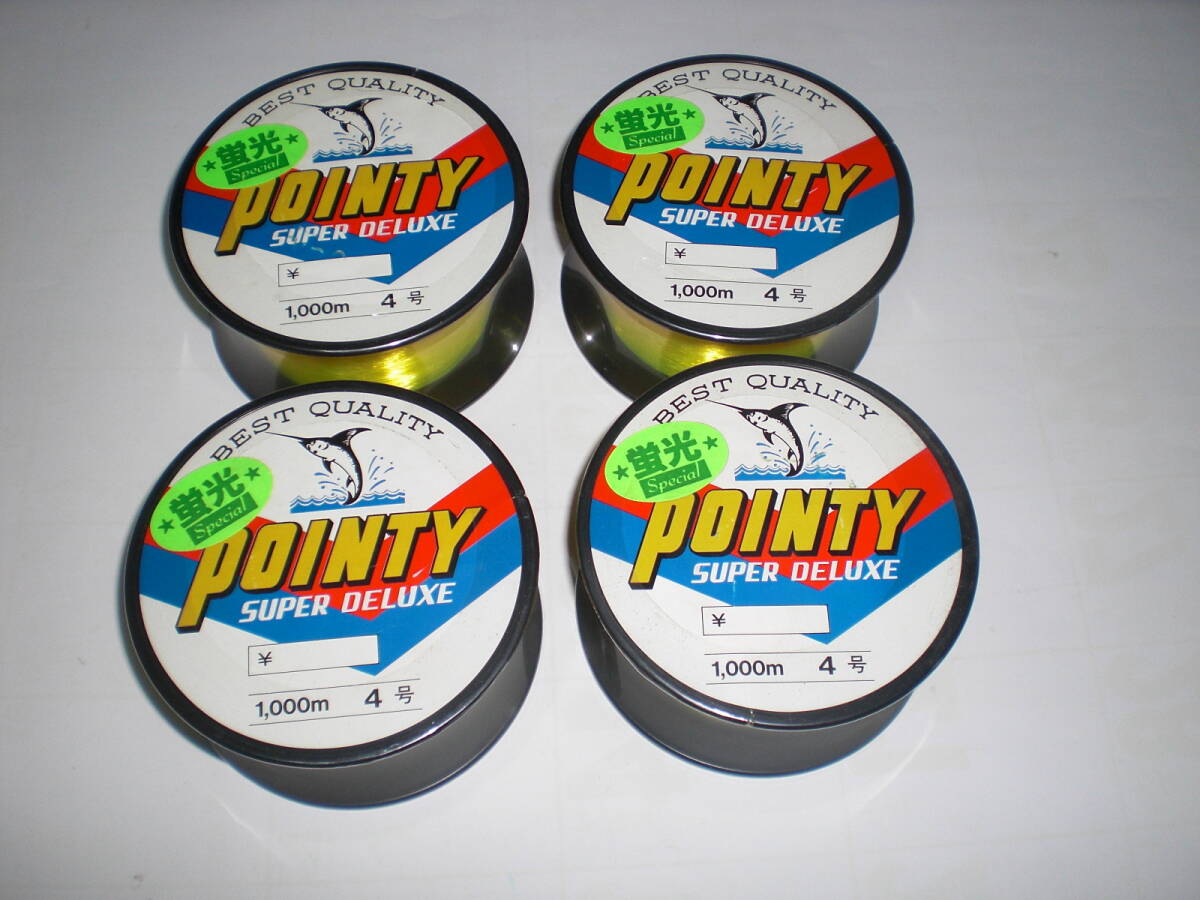 BEST QUALITY
蛍光
Special
POINTY
SUPER DELUXE
¥
1,000m 4号
BEST QUALITY
蛍光
Special
POINTY
SUPER DELUXE
¥
1,000m 4号
BEST QUALITY
蛍光
Special
POINTY
SUPER DELUXE
¥
1,000m 4号
BEST QUALITY
蛍光
Special
POINTY
SUPER DELUXE
¥
1,000m 4号